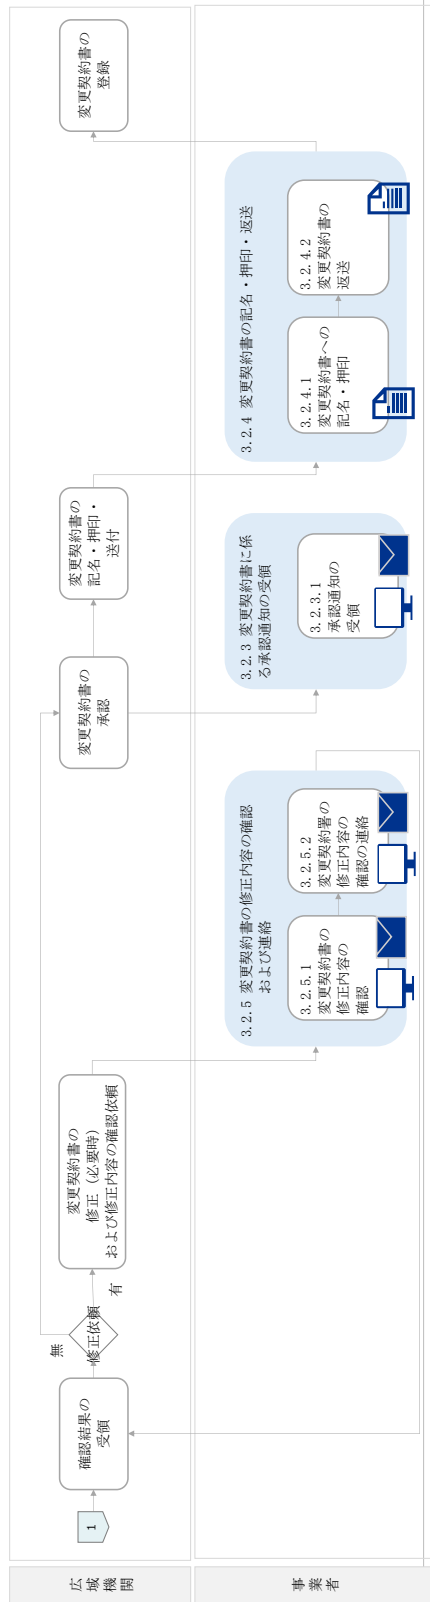 広域
機関
1
確認結果の
受領
修正依頼
無
有
変更契約書の
修正（必要時）
および修正内容の確認依頼
変更契約書の
承認
変更契約書の
記名・押印・
送付
変更契約書の
登録
事
業
者
3.2.5 変更契約書の修正内容の確認
および連絡
3.2.5.1
変更契約書の
修正内容の
確認
3.2.5.2
変更契約署の
修正内容の
確認の連絡
3.2.3 変更契約書に係
る承認通知の受領
3.2.3.1
承認通知の
受領
3.2.4 変更契約書の記名・押印・返送
3.2.4.1
変更契約書への
記名・押印
3.2.4.2
変更契約書の
返送